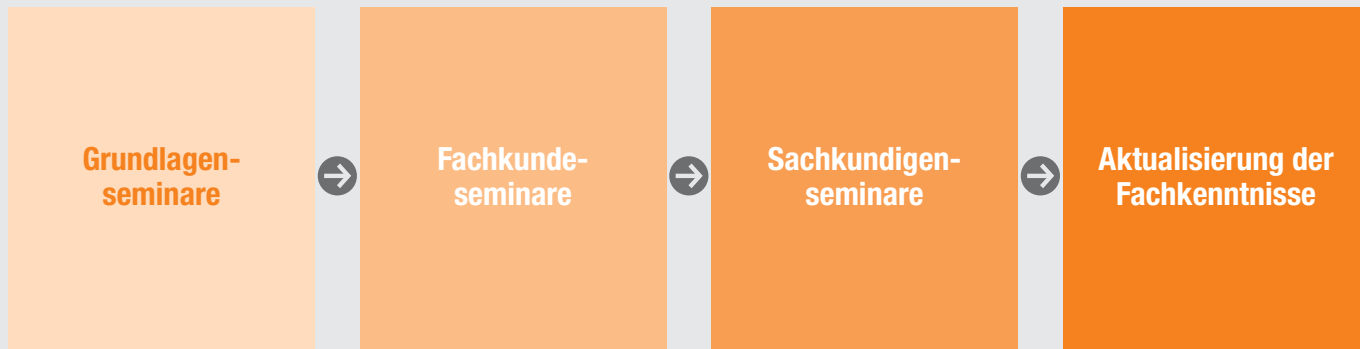 Grundlagen-
seminare
Fachkunde-
seminare
Sachkundigen-
seminare
Aktualisierung der
Fachkenntnisse